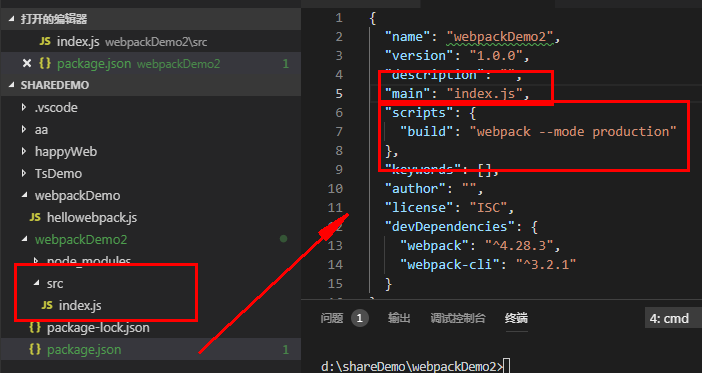 打开的编辑器
JS index.js webpackDemo2\src
{} package.json webpackDemo2 1
SHAREDEMO
.vscode
aa
happyWeb
TsDemo
webpackDemo
JS hellowebpack.js
webpackDemo2
node_modules
src
JS index.js
{} package-lock.json
{} package.json 1
1 {
2 "name": "webpackDemo2",
3 "version": "1.0.0",
4 "description": "",
5 "main": "index.js",
6 "scripts": {
7 "build": "webpack --mode production"
8 },
9 "keywords": [],
10 "author": "",
11 "license": "ISC",
12 "devDependencies": {
13 "webpack": "^4.28.3",
14 "webpack-cli": "^3.2.1"
15 }
问题 1 输出 调试控制台 终端 4: cmd
d:\shareDemo\webpackDemo2>